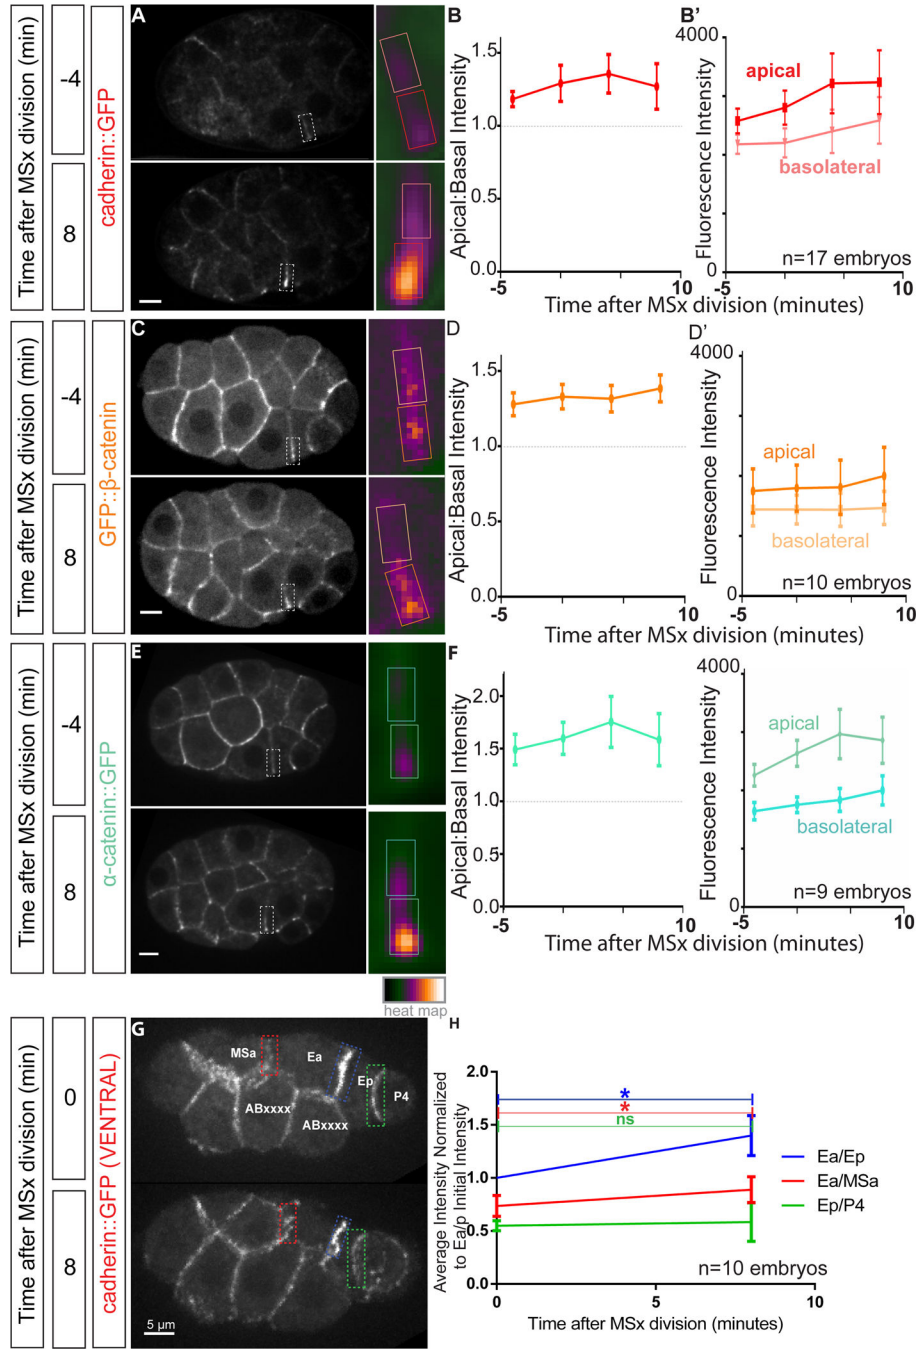 A
Time after MSx division (min)
-4
8
cadherin::GFP
B
1.5
1.0
0.5
0.0
-5
10
Apical:Basal Intensity
Time after MSx division (minutes)
B’
4000
0
-5
10
Fluorescence Intensity
apical
basolateral
n=17 embryos
C
Time after MSx division (min)
-4
8
GFP::β-catenin
D
1.5
1.0
0.5
0.0
-5
10
Apical:Basal Intensity
Time after MSx division (minutes)
D’
4000
0
-5
10
Fluorescence Intensity
apical
basolateral
n=10 embryos
E
Time after MSx division (min)
-4
8
α-catenin::GFP
heat map
F
2.0
1.5
1.0
0.5
0.0
-5
10
Apical:Basal Intensity
Time after MSx division (minutes)
4000
0
-5
10
Fluorescence Intensity
apical
basolateral
n=9 embryos
G
Time after MSx division (min)
0
8
cadherin::GFP (VENTRAL)
MSa
Ea
Ep
P4
ABxxxx
ABxxxx
5 µm
H
2.0
1.5
1.0
0.5
0.0
0
5
10
Average Intensity Normalized
to Ea/p Initial Intensity
*
*
ns
Ea/Ep
Ea/MSa
Ep/P4
n=10 embryos
Time after MSx division (minutes)